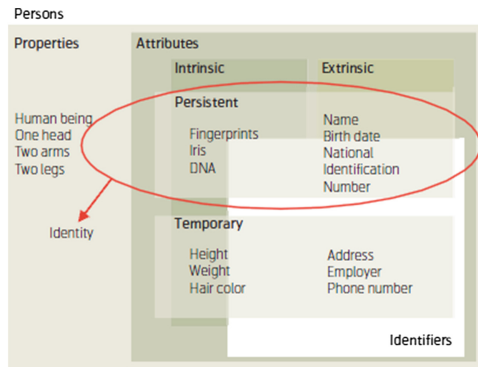 Persons
Properties
Attributes
Intrinsic
Extrinsic
Persistent
Human being
One head
Two arms
Two legs
Fingerprints
Iris
DNA
Name
Birth date
National
Identification
Number
Identity
Temporary
Height
Weight
Hair color
Address
Employer
Phone number
Identifiers